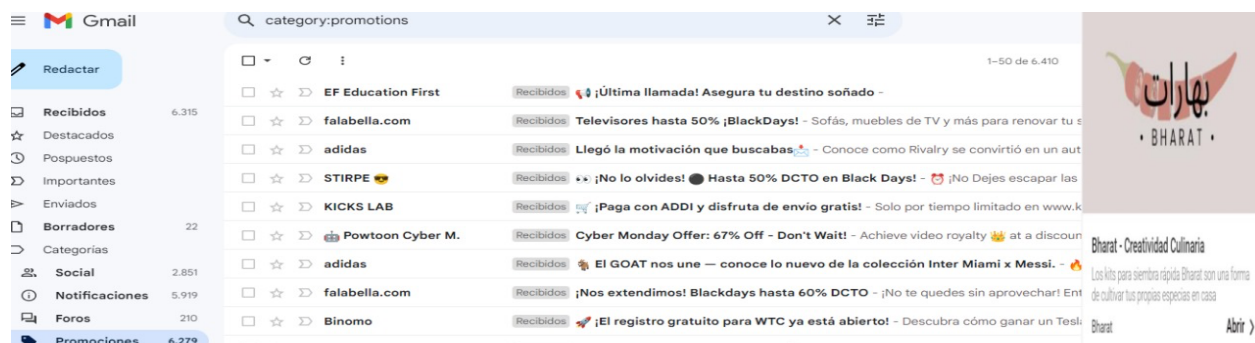 Gmail
category:promotions
Redactar
1–50 de 6.410
Recibidos 6.315
Destacados
Pospuestos
Importantes
Enviados
Borradores 22
Categorías
Social 2.851
Notificaciones 5.919
Foros 210
Promociones 6.279
EF Education First Recibidos 📢 ¡Última llamada! Asegura tu destino soñado -
falabella.com Recibidos Televisores hasta 50% ¡BlackDays! - Sofás, muebles de TV y más para renovar tu s
adidas Recibidos Llegó la motivación que buscabas📩 - Conoce como Rivalry se convirtió en un aut
STIRPE 😎 Recibidos 👀 ¡No lo olvides! ⚫ Hasta 50% DCTO en Black Days! - ⏰ ¡No Dejes escapar las
KICKS LAB Recibidos 🛒 ¡Paga con ADDI y disfruta de envío gratis! - Solo por tiempo limitado en www.k
🤖 Powtoon Cyber M. Recibidos Cyber Monday Offer: 67% Off - Don't Wait! - Achieve video royalty 👑 at a discoun
adidas Recibidos 🐐 El GOAT nos une — conoce lo nuevo de la colección Inter Miami x Messi. - 🔥
falabella.com Recibidos ¡Nos extendimos! Blackdays hasta 60% DCTO - ¡No te quedes sin aprovechar! Ent
Binomo Recibidos 🚀 ¡El registro gratuito para WTC ya está abierto! - Descubra cómo ganar un Tesla
بهارات
• BHARAT •
Bharat - Creatividad Culinaria
Los kits para siembra rápida Bharat son una forma
de cultivar tus propias especias en casa
Bharat Abrir >